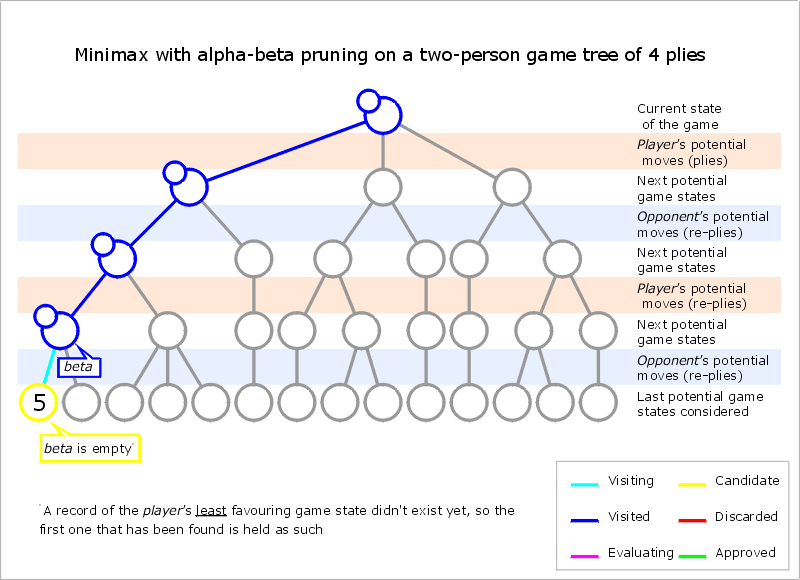 Minimax with alpha-beta pruning on a two-person game tree of 4 plies
Current state
of the game
Player's potential
moves (plies)
Next potential
game states
Opponent's potential
moves (re-plies)
Next potential
game states
Player's potential
moves (re-plies)
Next potential
game states
beta
Opponent's potential
moves (re-plies)
5
Last potential game
states considered
beta is empty*
*A record of the player's least favouring game state didn't exist yet, so the
first one that has been found is held as such
Visiting
Candidate
Visited
Discarded
Evaluating
Approved